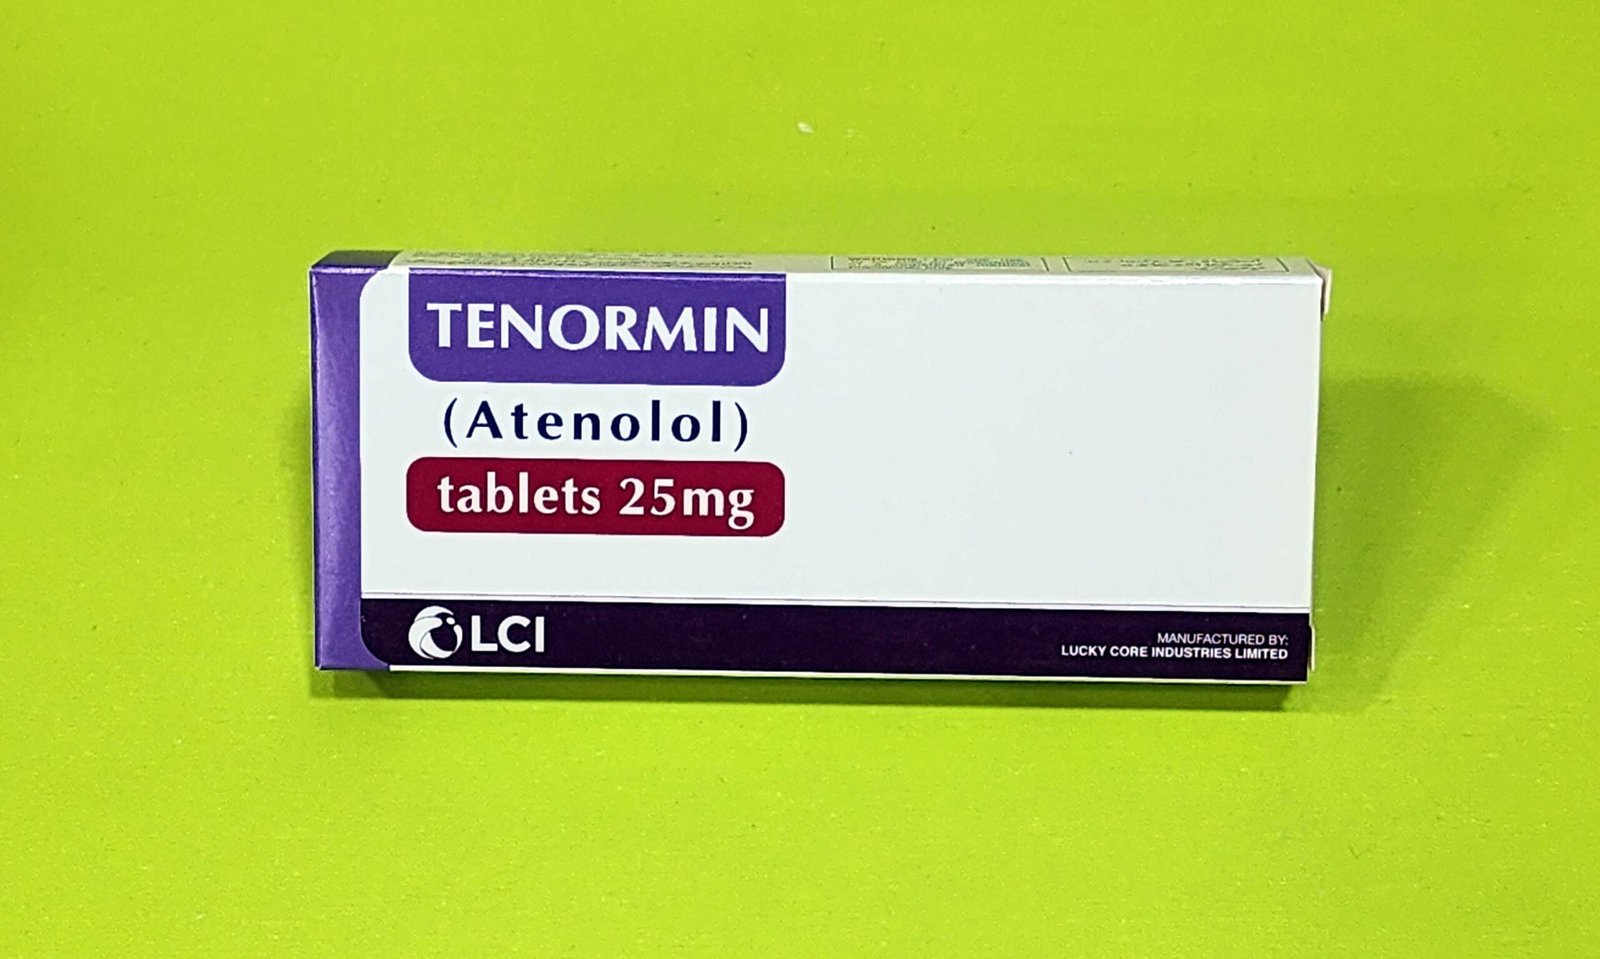 TENORMIN
(Atenolol)
tablets 25mg
LCI
MANUFACTURED BY:
LUCKY CORE INDUSTRIES LIMITED